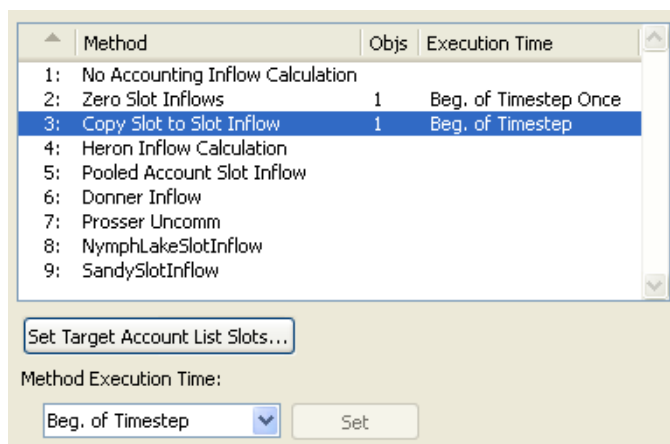 Method Objs Execution Time
1: No Accounting Inflow Calculation
2: Zero Slot Inflows 1 Beg. of Timestep Once
3: Copy Slot to Slot Inflow 1 Beg. of Timestep
4: Heron Inflow Calculation
5: Pooled Account Slot Inflow
6: Donner Inflow
7: Prosser Uncomm
8: NymphLakeSlotInflow
9: SandySlotInflow
Set Target Account List Slots...
Method Execution Time:
Beg. of Timestep Set